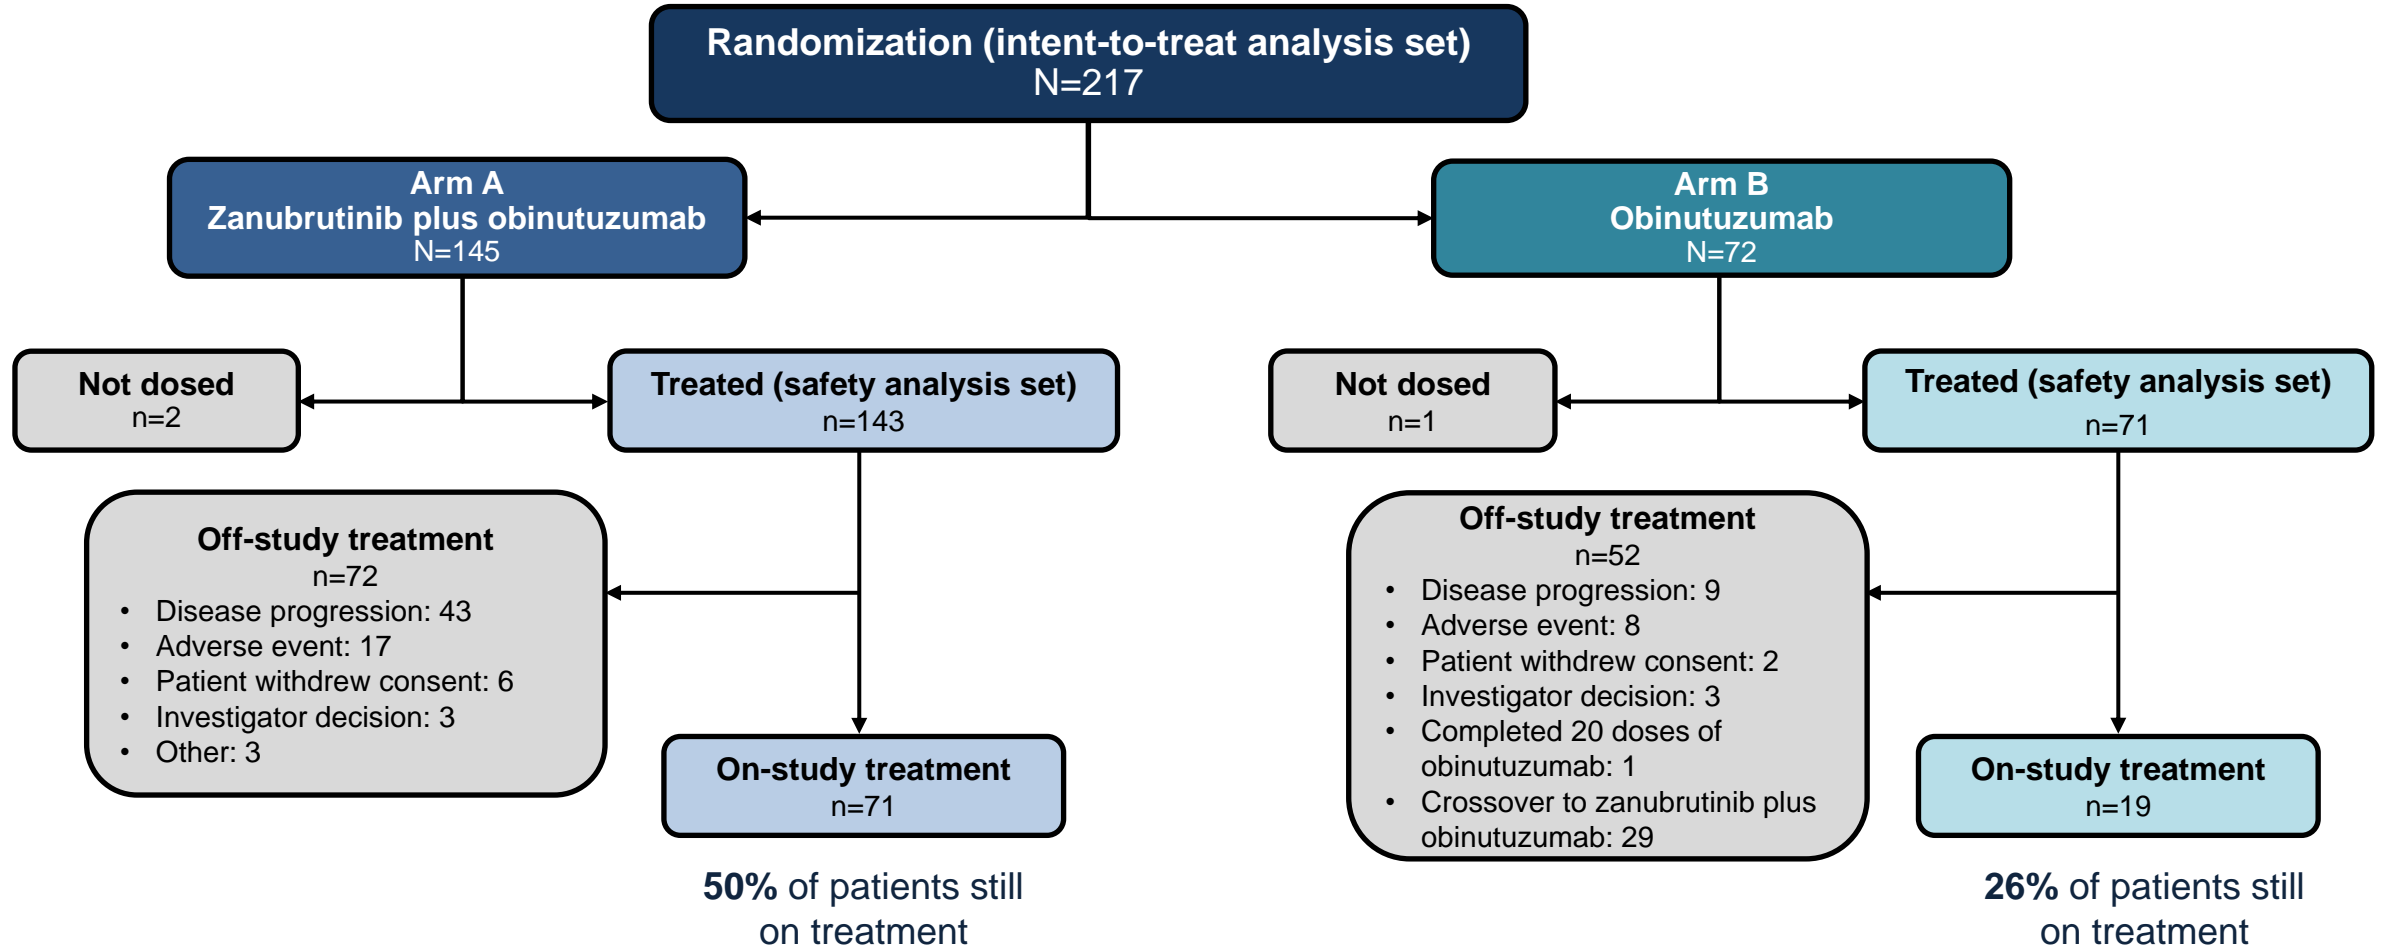 Randomization (intent-to-treat analysis set)
N=217
Arm A
Zanubrutinib plus obinutuzumab
N=145
Arm B
Obinutuzumab
N=72
Not dosed
n=2
Treated (safety analysis set)
n=143
Not dosed
n=1
Treated (safety analysis set)
n=71
Off-study treatment
n=72
• Disease progression: 43
• Adverse event: 17
• Patient withdrew consent: 6
• Investigator decision: 3
• Other: 3
On-study treatment
n=71
50% of patients still
on treatment
Off-study treatment
n=52
• Disease progression: 9
• Adverse event: 8
• Patient withdrew consent: 2
• Investigator decision: 3
• Completed 20 doses of
obinutuzumab: 1
• Crossover to zanubrutinib plus
obinutuzumab: 29
On-study treatment
n=19
26% of patients still
on treatment